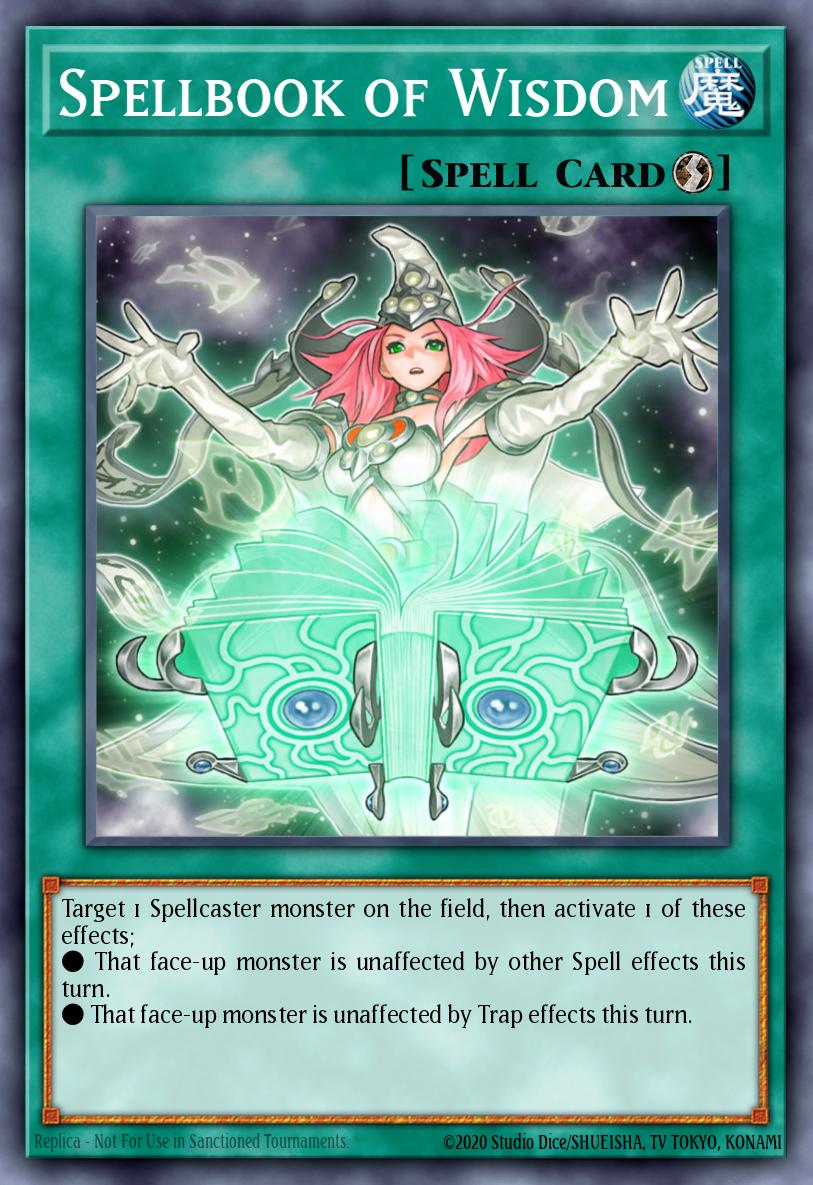 Spellbook of Wisdom
SPELL
魔
[Spell Card]
Target 1 Spellcaster monster on the field, then activate 1 of these
effects;
● That face-up monster is unaffected by other Spell effects this
turn.
● That face-up monster is unaffected by Trap effects this turn.
Replica - Not For Use in Sanctioned Tournaments.
©2020 Studio Dice/SHUEISHA, TV TOKYO, KONAMI